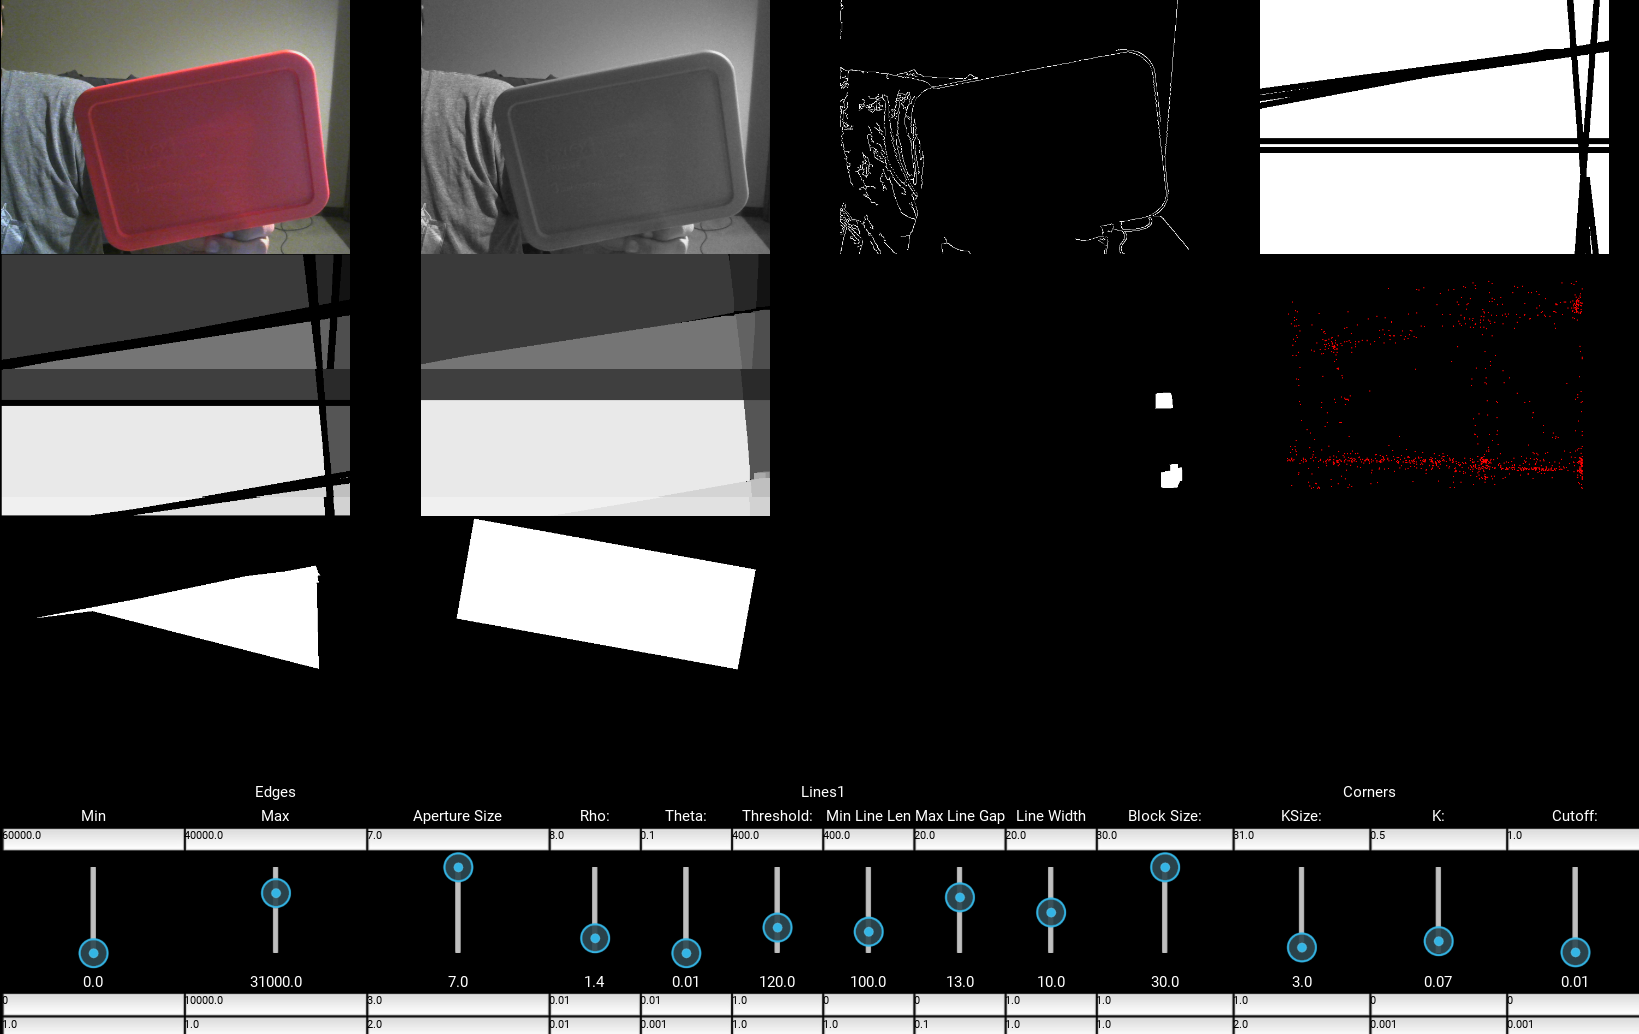 Edges Lines1 Corners
Min Max Aperture Size Rho: Theta: Threshold: Min Line Len Max Line Gap Line Width Block Size: KSize: K: Cutoff:
60000.0 40000.0 7.0 3.0 0.1 400.0 400.0 20.0 20.0 30.0 31.0 0.5 1.0
0.0 31000.0 7.0 1.4 0.01 120.0 100.0 13.0 10.0 30.0 3.0 0.07 0.01
0 10000.0 3.0 0.01 0.01 1.0 0 0 1.0 1.0 1.0 0 0
1.0 1.0 2.0 0.01 0.001 1.0 1.0 0.1 1.0 1.0 2.0 0.001 0.001